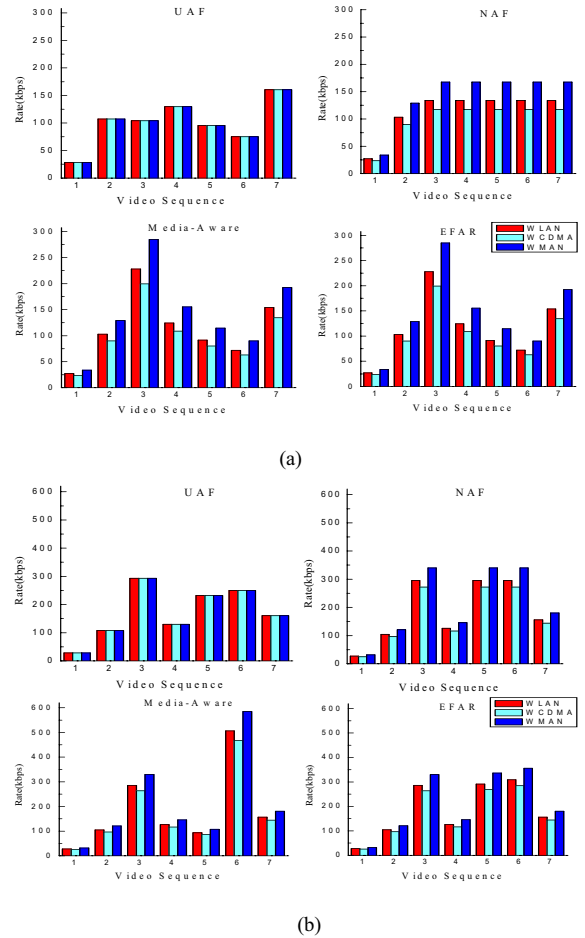 UAF
Rate(kbps)
300
250
200
150
100
50
0
1 2 3 4 5 6 7
Video Sequence
NAF
Rate(kbps)
300
250
200
150
100
50
0
1 2 3 4 5 6 7
Video Sequence
Media-Aware
Rate(kbps)
300
250
200
150
100
50
0
1 2 3 4 5 6 7
Video Sequence
EFAR
WLAN
WCDMA
WMAN
Rate(kbps)
300
250
200
150
100
50
0
1 2 3 4 5 6 7
Video Sequence
(a)
UAF
Rate(kbps)
600
500
400
300
200
100
0
1 2 3 4 5 6 7
Video Sequence
NAF
Rate(kbps)
600
500
400
300
200
100
0
1 2 3 4 5 6 7
Video Sequence
Media-Aware
Rate(kbps)
600
500
400
300
200
100
0
1 2 3 4 5 6 7
Video Sequence
EFAR
WLAN
WCDMA
WMAN
Rate(kbps)
600
500
400
300
200
100
0
1 2 3 4 5 6 7
Video Sequence
(b)